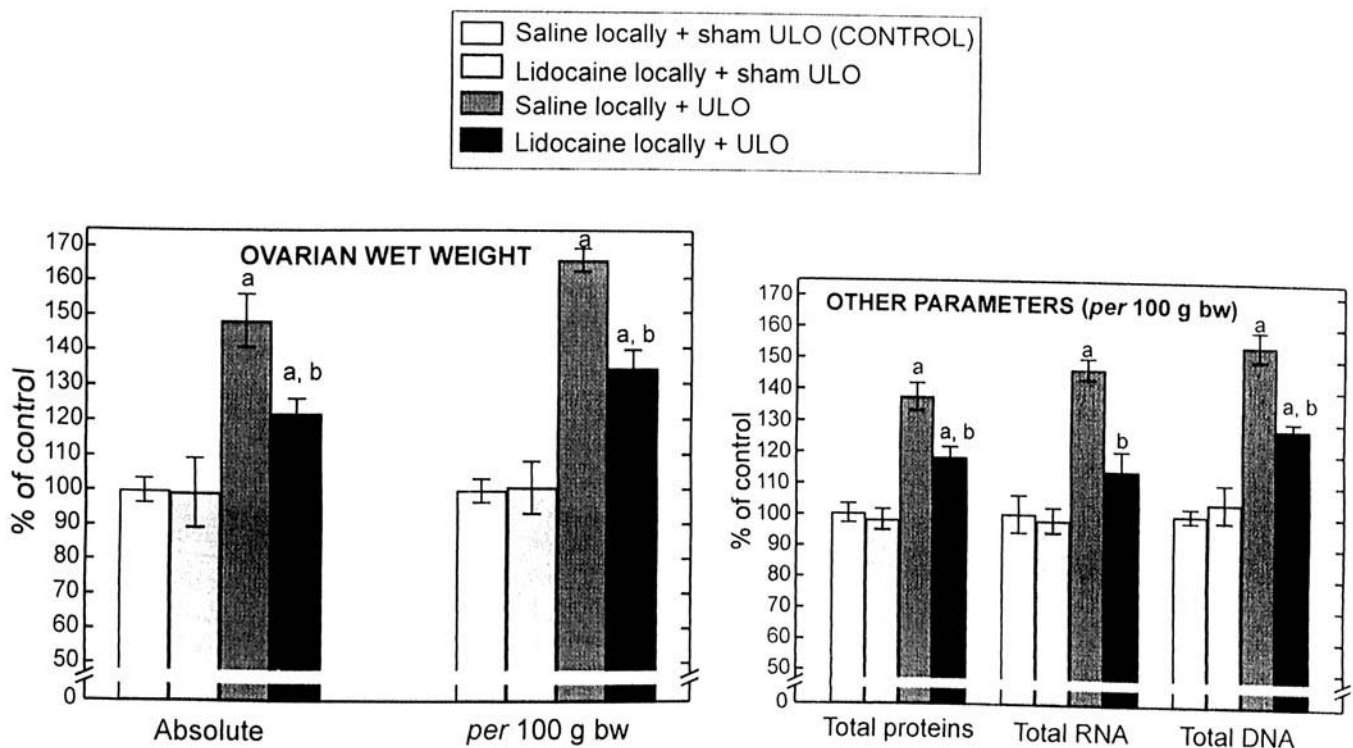 Saline locally + sham ULO (CONTROL)
Lidocaine locally + sham ULO
Saline locally + ULO
Lidocaine locally + ULO
OVARIAN WET WEIGHT
% of control
170
160
150
140
130
120
110
100
90
80
70
60
50
0
a
a, b
a
a, b
Absolute
per 100 g bw
OTHER PARAMETERS (per 100 g bw)
% of control
170
160
150
140
130
120
110
100
90
80
70
60
50
0
a
a, b
a
b
a
a, b
Total proteins
Total RNA
Total DNA